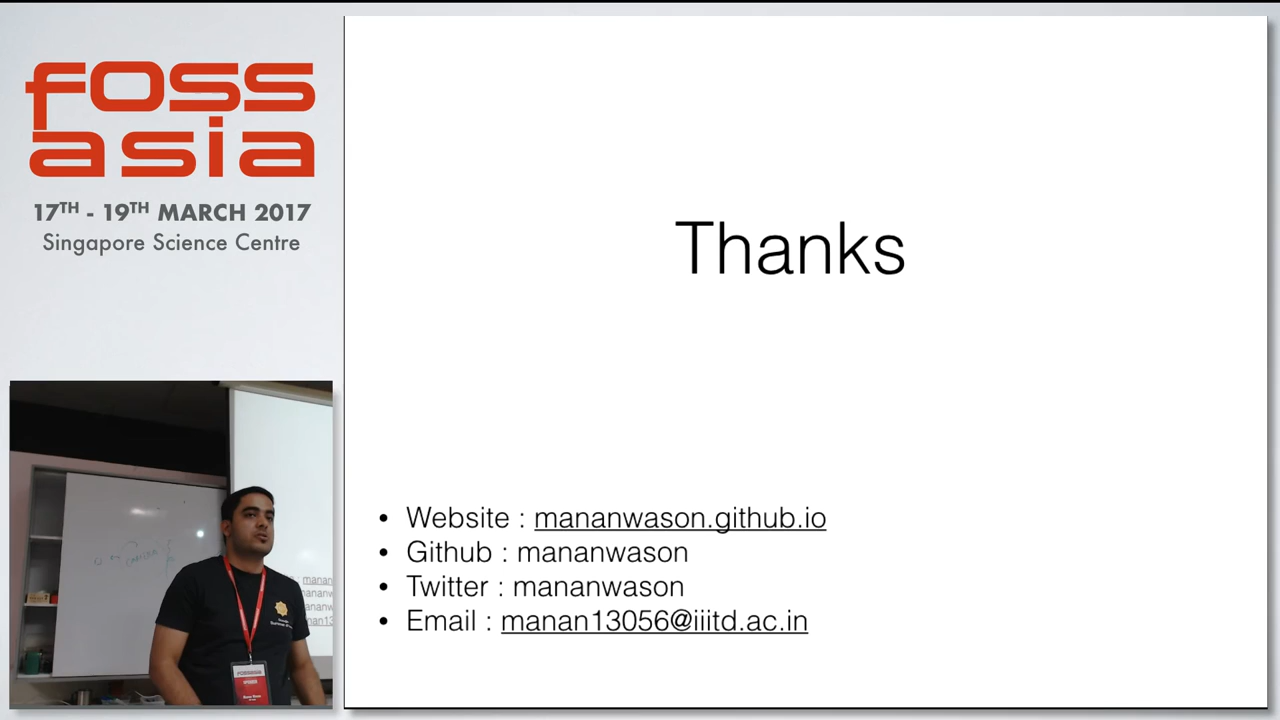 foss
asia
17TH - 19TH MARCH 2017
Singapore Science Centre
Thanks
• Website : mananwason.github.io
• Github : mananwason
• Twitter : mananwason
• Email : manan13056@iiitd.ac.in
FOSSASIA